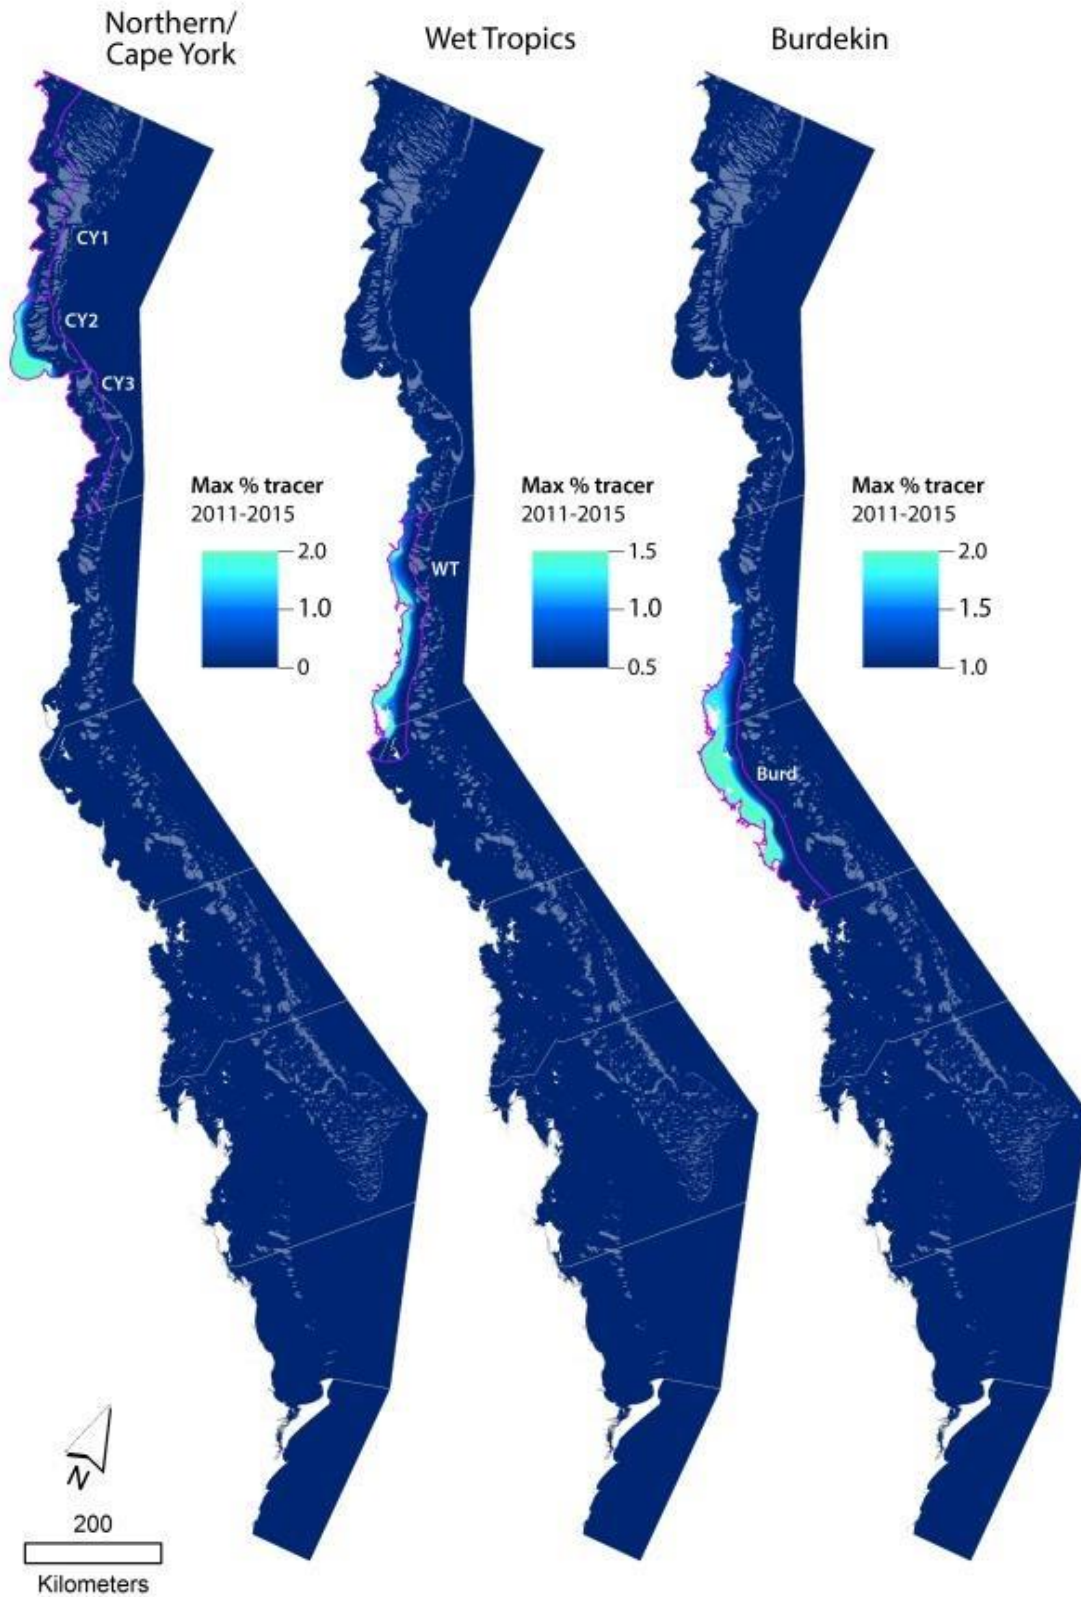 Northern/
Cape York
Wet Tropics
Burdekin
CY1
CY2
CY3
Max % tracer
2011-2015
2.0
1.0
0
WT
Max % tracer
2011-2015
1.5
1.0
0.5
Burd
Max % tracer
2011-2015
2.0
1.5
1.0
N
200
Kilometers